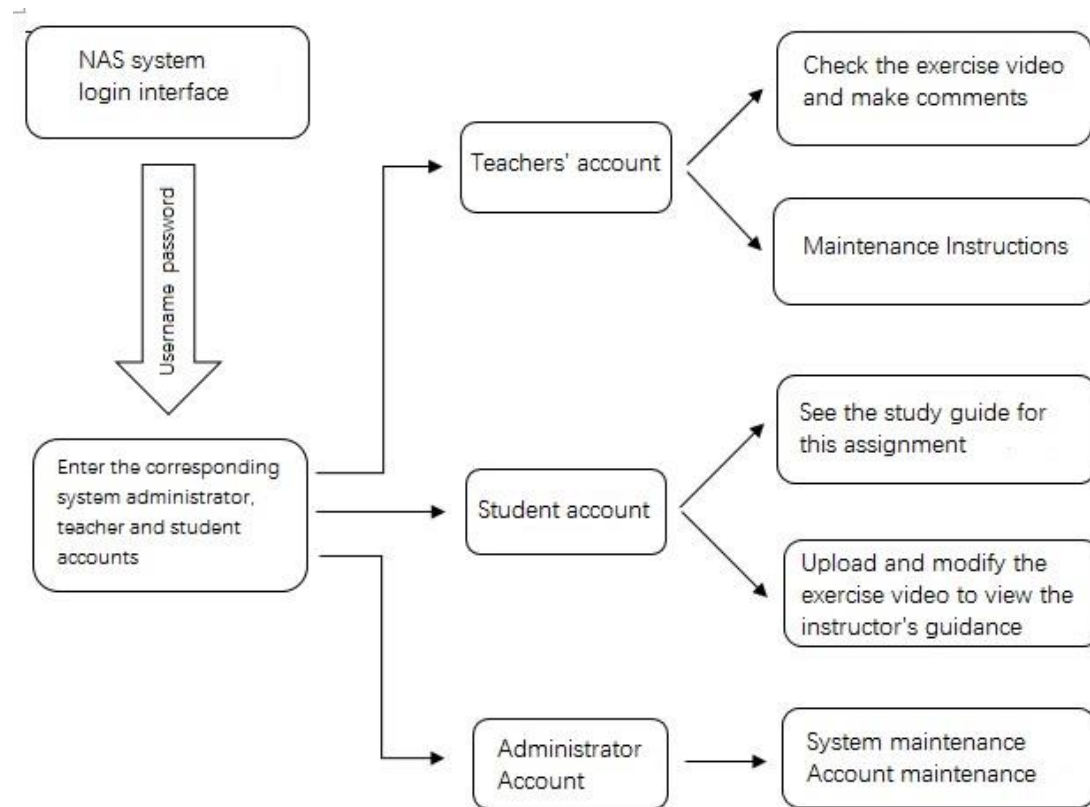 NAS system
login interface
Username password
Enter the corresponding
system administrator,
teacher and student
accounts
Teachers' account
Check the exercise video
and make comments
Maintenance Instructions
Student account
See the study guide for
this assignment
Upload and modify the
exercise video to view the
instructor's guidance
Administrator
Account
System maintenance
Account maintenance